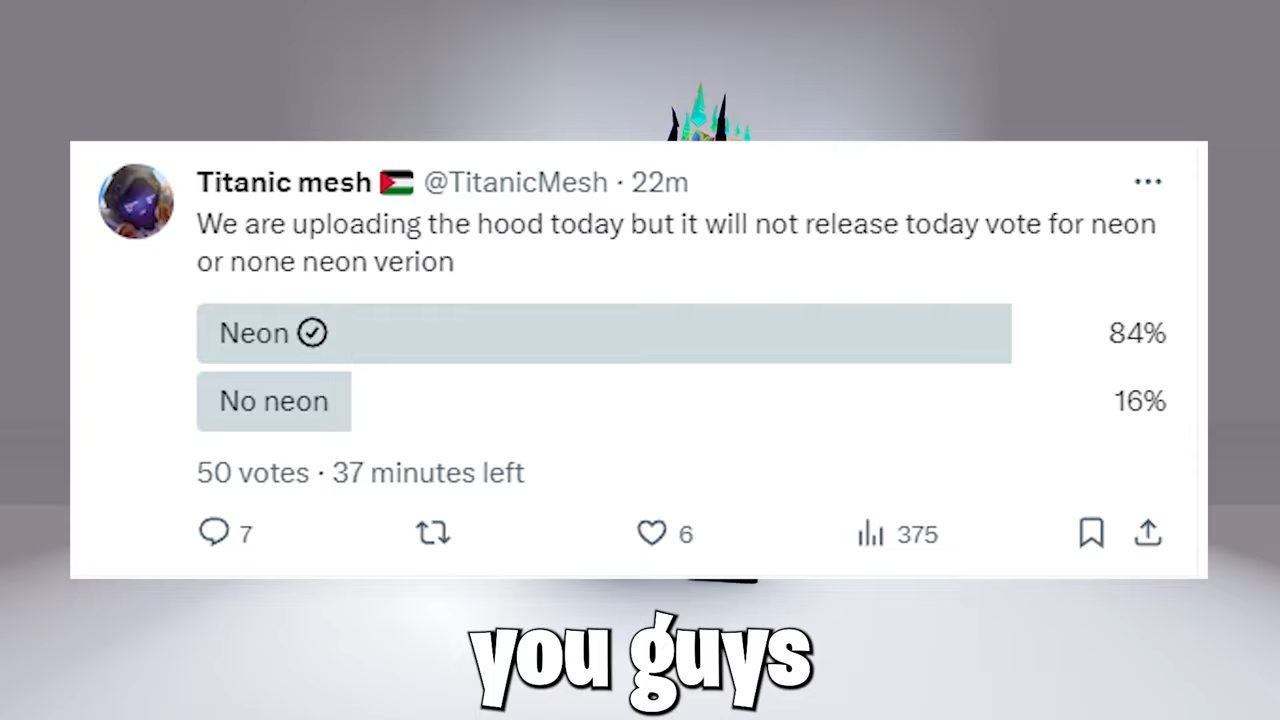 Titanic mesh 🇵🇸 @TitanicMesh · 22m
We are uploading the hood today but it will not release today vote for neon
or none neon verion
Neon
84%
No neon
16%
50 votes · 37 minutes left
7
6
375
you guys